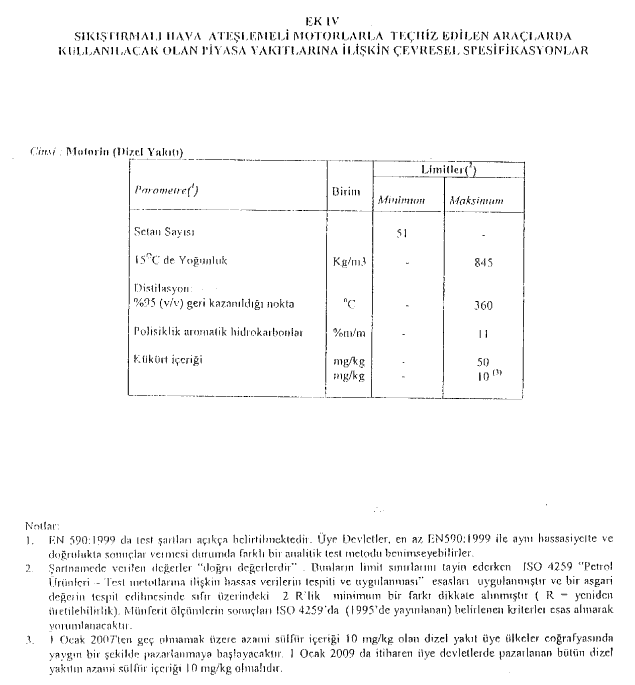 EK IV
SIKIŞTIRMALI HAVA ATEŞLEMELİ MOTORLARLA TEÇHİZ EDİLEN ARAÇLARDA
KULLANILACAK OLAN PİYASA YAKITLARINA İLİŞKİN ÇEVRESEL SPESİFİKASYONLAR
Cinsi : Motorin (Dizel Yakıtı)
Limitler(²)
Parametre(¹) Birim Minimum Maksimum
Setan Sayısı 51 -
15°C de Yoğunluk Kg/m3 - 845
Distilasyon:
%95 (v/v) geri kazanıldığı nokta °C - 360
Polisiklik aromatik hidrokarbonlar %m/m - 11
Kükürt içeriği mg/kg - 50
mg/kg - 10 (3)
Notlar:
1. EN 590:1999 da test şartları açıkça belirtilmektedir. Üye Devletler, en az EN590:1999 ile aynı hassasiyette ve
doğrulukta sonuçlar vermesi durumda farklı bir analitik test metodu benimseyebilirler.
2. Şartnamede verilen değerler "doğru değerlerdir" . Bunların limit sınırlarını tayin ederken ISO 4259 "Petrol
Ürünleri - Test metotlarına ilişkin hassas verilerin tespiti ve uygulanması" esasları uygulanmıştır ve bir asgari
değerin tespit edilmesinde sıfır üzerindeki 2 R'lik minimum bir farkı dikkate alınmıştır ( R = yeniden
üretilebilirlik). Münferit ölçümlerin sonuçları ISO 4259'da (1995'de yayınlanan) belirlenen kriterler esas alınarak
yorumlanacaktır.
3. 1 Ocak 2007'ten geç olmamak üzere azami sülfür içeriği 10 mg/kg olan dizel yakıt üye ülkeler coğrafyasında
yaygın bir şekilde pazarlanmaya başlayacaktır. 1 Ocak 2009 da itibaren üye devletlerde pazarlanan bütün dizel
yakıtın azami sülfür içeriği 10 mg/kg olmalıdır.